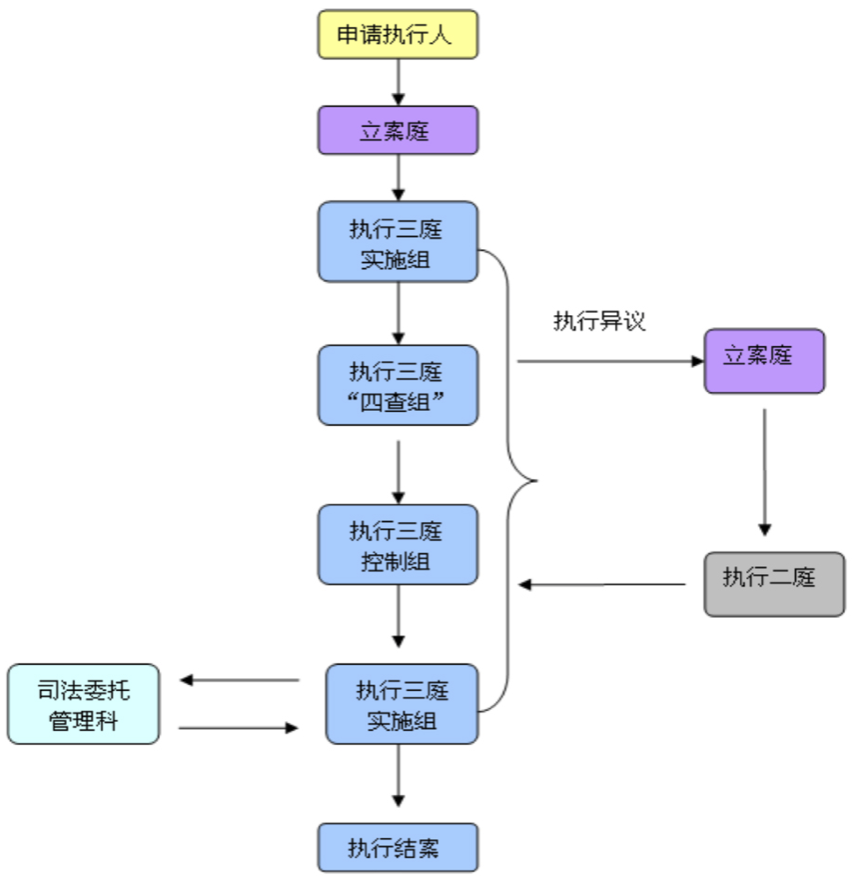 申请执行人
立案庭
执行三庭
实施组
执行异议
立案庭
执行三庭
“四查组”
执行三庭
控制组
执行二庭
司法委托
管理科
执行三庭
实施组
执行结案